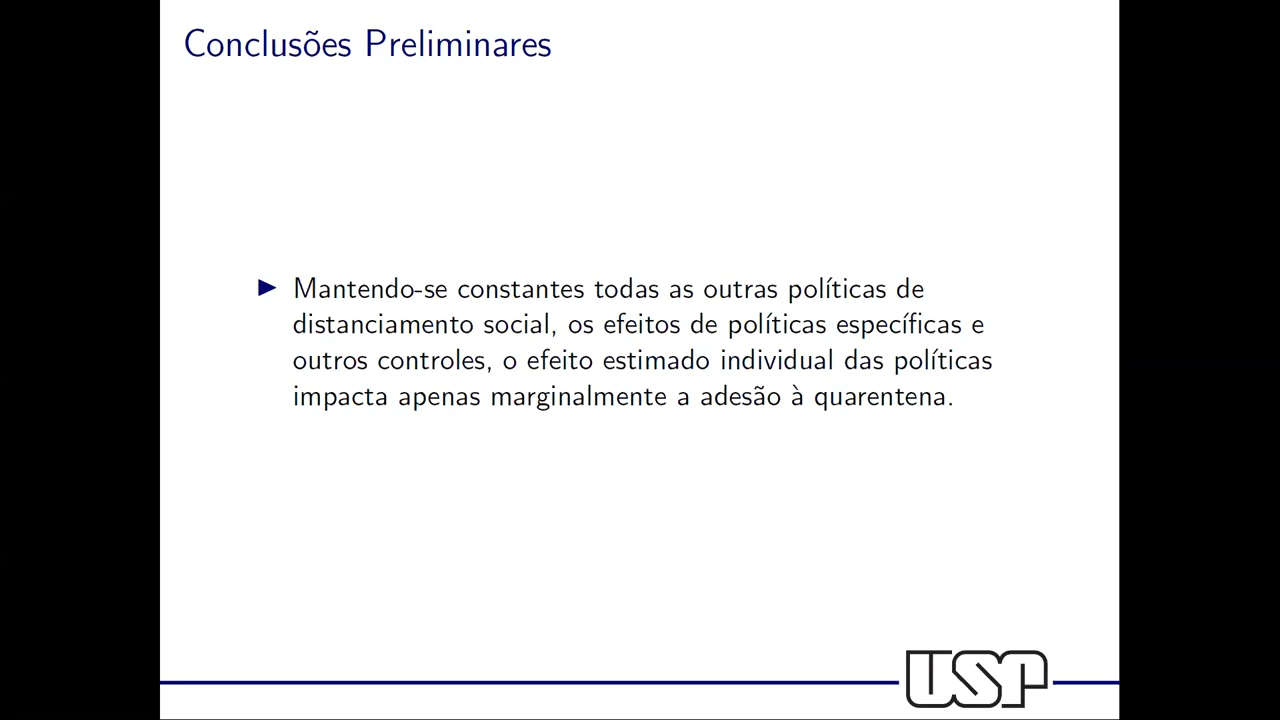 Conclusões Preliminares
Mantendo-se constantes todas as outras políticas de
distanciamento social, os efeitos de políticas específicas e
outros controles, o efeito estimado individual das políticas
impacta apenas marginalmente a adesão à quarentena.
USP